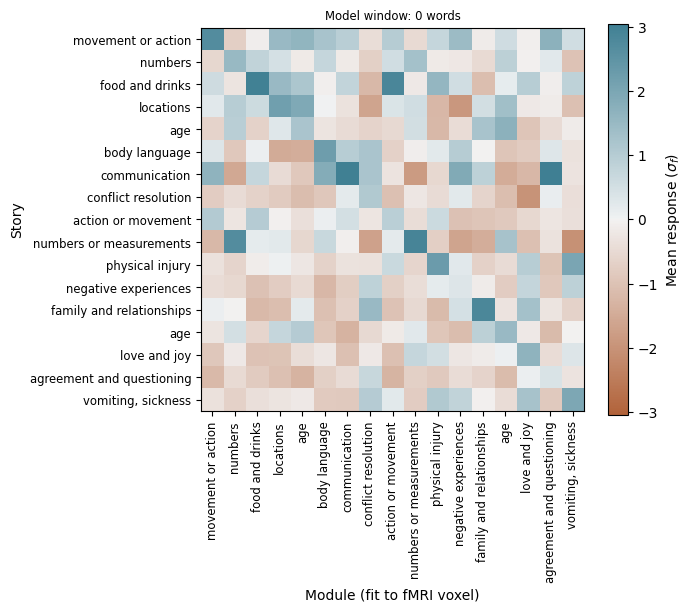 Model window: 0 words
movement or action
numbers
food and drinks
locations
age
body language
communication
conflict resolution
action or movement
numbers or measurements
physical injury
negative experiences
family and relationships
age
love and joy
agreement and questioning
vomiting, sickness
Story
movement or action
numbers
food and drinks
locations
age
body language
communication
conflict resolution
action or movement
numbers or measurements
physical injury
negative experiences
family and relationships
age
love and joy
agreement and questioning
vomiting, sickness
Module (fit to fMRI voxel)
3
2
1
0
−1
−2
−3
Mean response (σ_f)